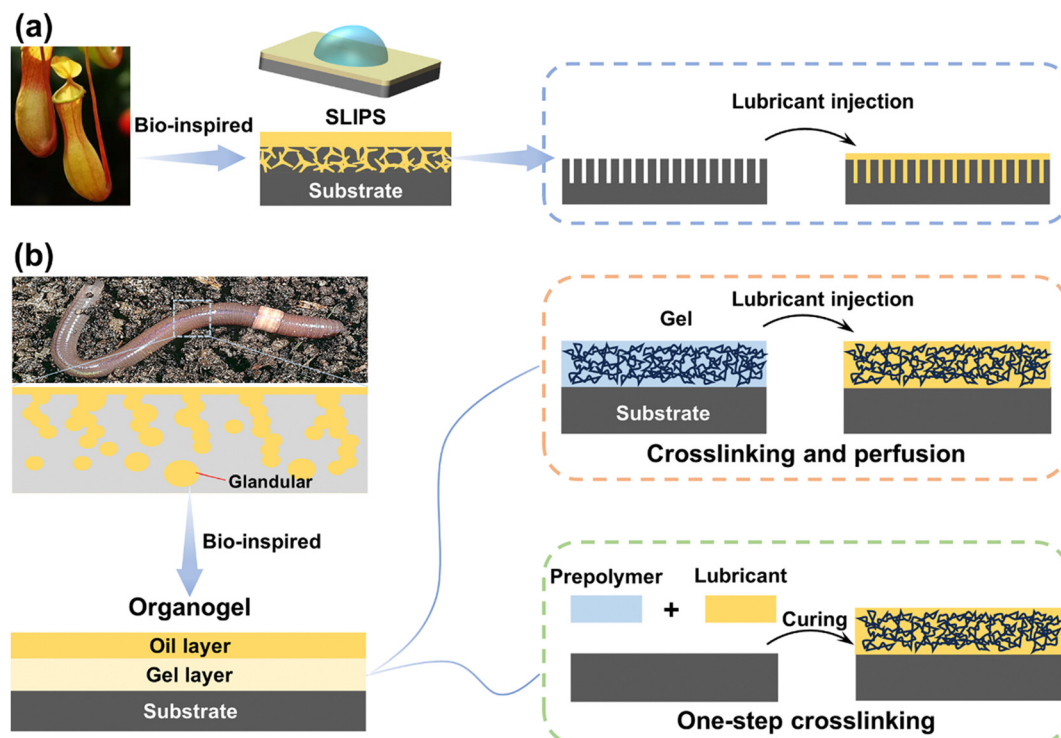 (a)
Bio-inspired
SLIPS
Substrate
Lubricant injection
(b)
Glandular
Bio-inspired
Organogel
Oil layer
Gel layer
Substrate
Lubricant injection
Gel
Substrate
Crosslinking and perfusion
Prepolymer
+
Lubricant
Curing
One-step crosslinking